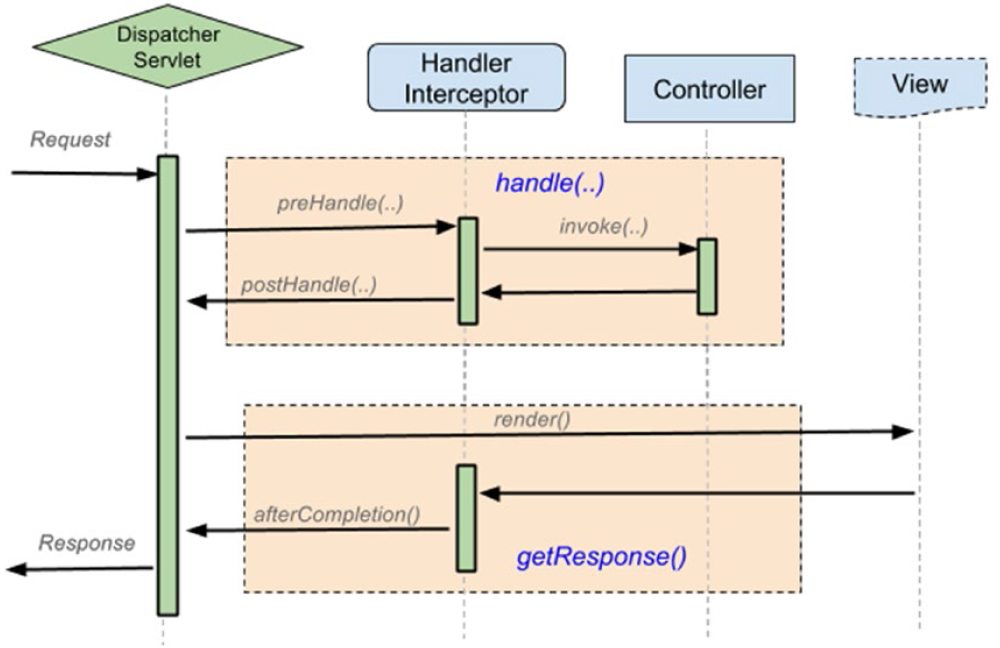 Dispatcher
Servlet
Handler
Interceptor
Controller
View
Request
handle(..)
preHandle(..)
invoke(..)
postHandle(..)
render()
afterCompletion()
Response
getResponse()